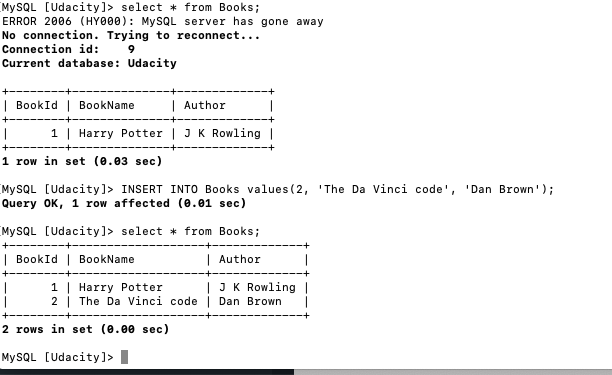 MySQL [Udacity]> select * from Books;
ERROR 2006 (HY000): MySQL server has gone away
No connection. Trying to reconnect...
Connection id:    9
Current database: Udacity

+--------+--------------+-------------+
| BookId | BookName     | Author      |
+--------+--------------+-------------+
|      1 | Harry Potter | J K Rowling |
+--------+--------------+-------------+
1 row in set (0.03 sec)

MySQL [Udacity]> INSERT INTO Books values(2, 'The Da Vinci code', 'Dan Brown');
Query OK, 1 row affected (0.01 sec)

MySQL [Udacity]> select * from Books;
+--------+-------------------+-------------+
| BookId | BookName          | Author      |
+--------+-------------------+-------------+
|      1 | Harry Potter      | J K Rowling |
|      2 | The Da Vinci code | Dan Brown   |
+--------+-------------------+-------------+
2 rows in set (0.00 sec)

MySQL [Udacity]>